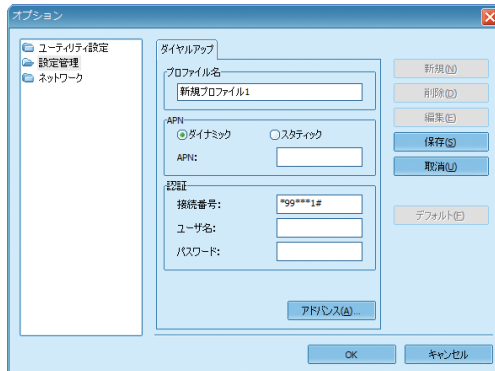 オプション
ユーティリティ設定
設定管理
ネットワーク
ダイヤルアップ
プロファイル名
新規プロファイル1
APN
ダイナミック
スタティック
APN:
認証
接続番号:
*99***1#
ユーザ名:
パスワード:
アドバンス(A)...
新規(N)
削除(D)
編集(E)
保存(S)
取消(U)
デフォルト(F)
OK
キャンセル